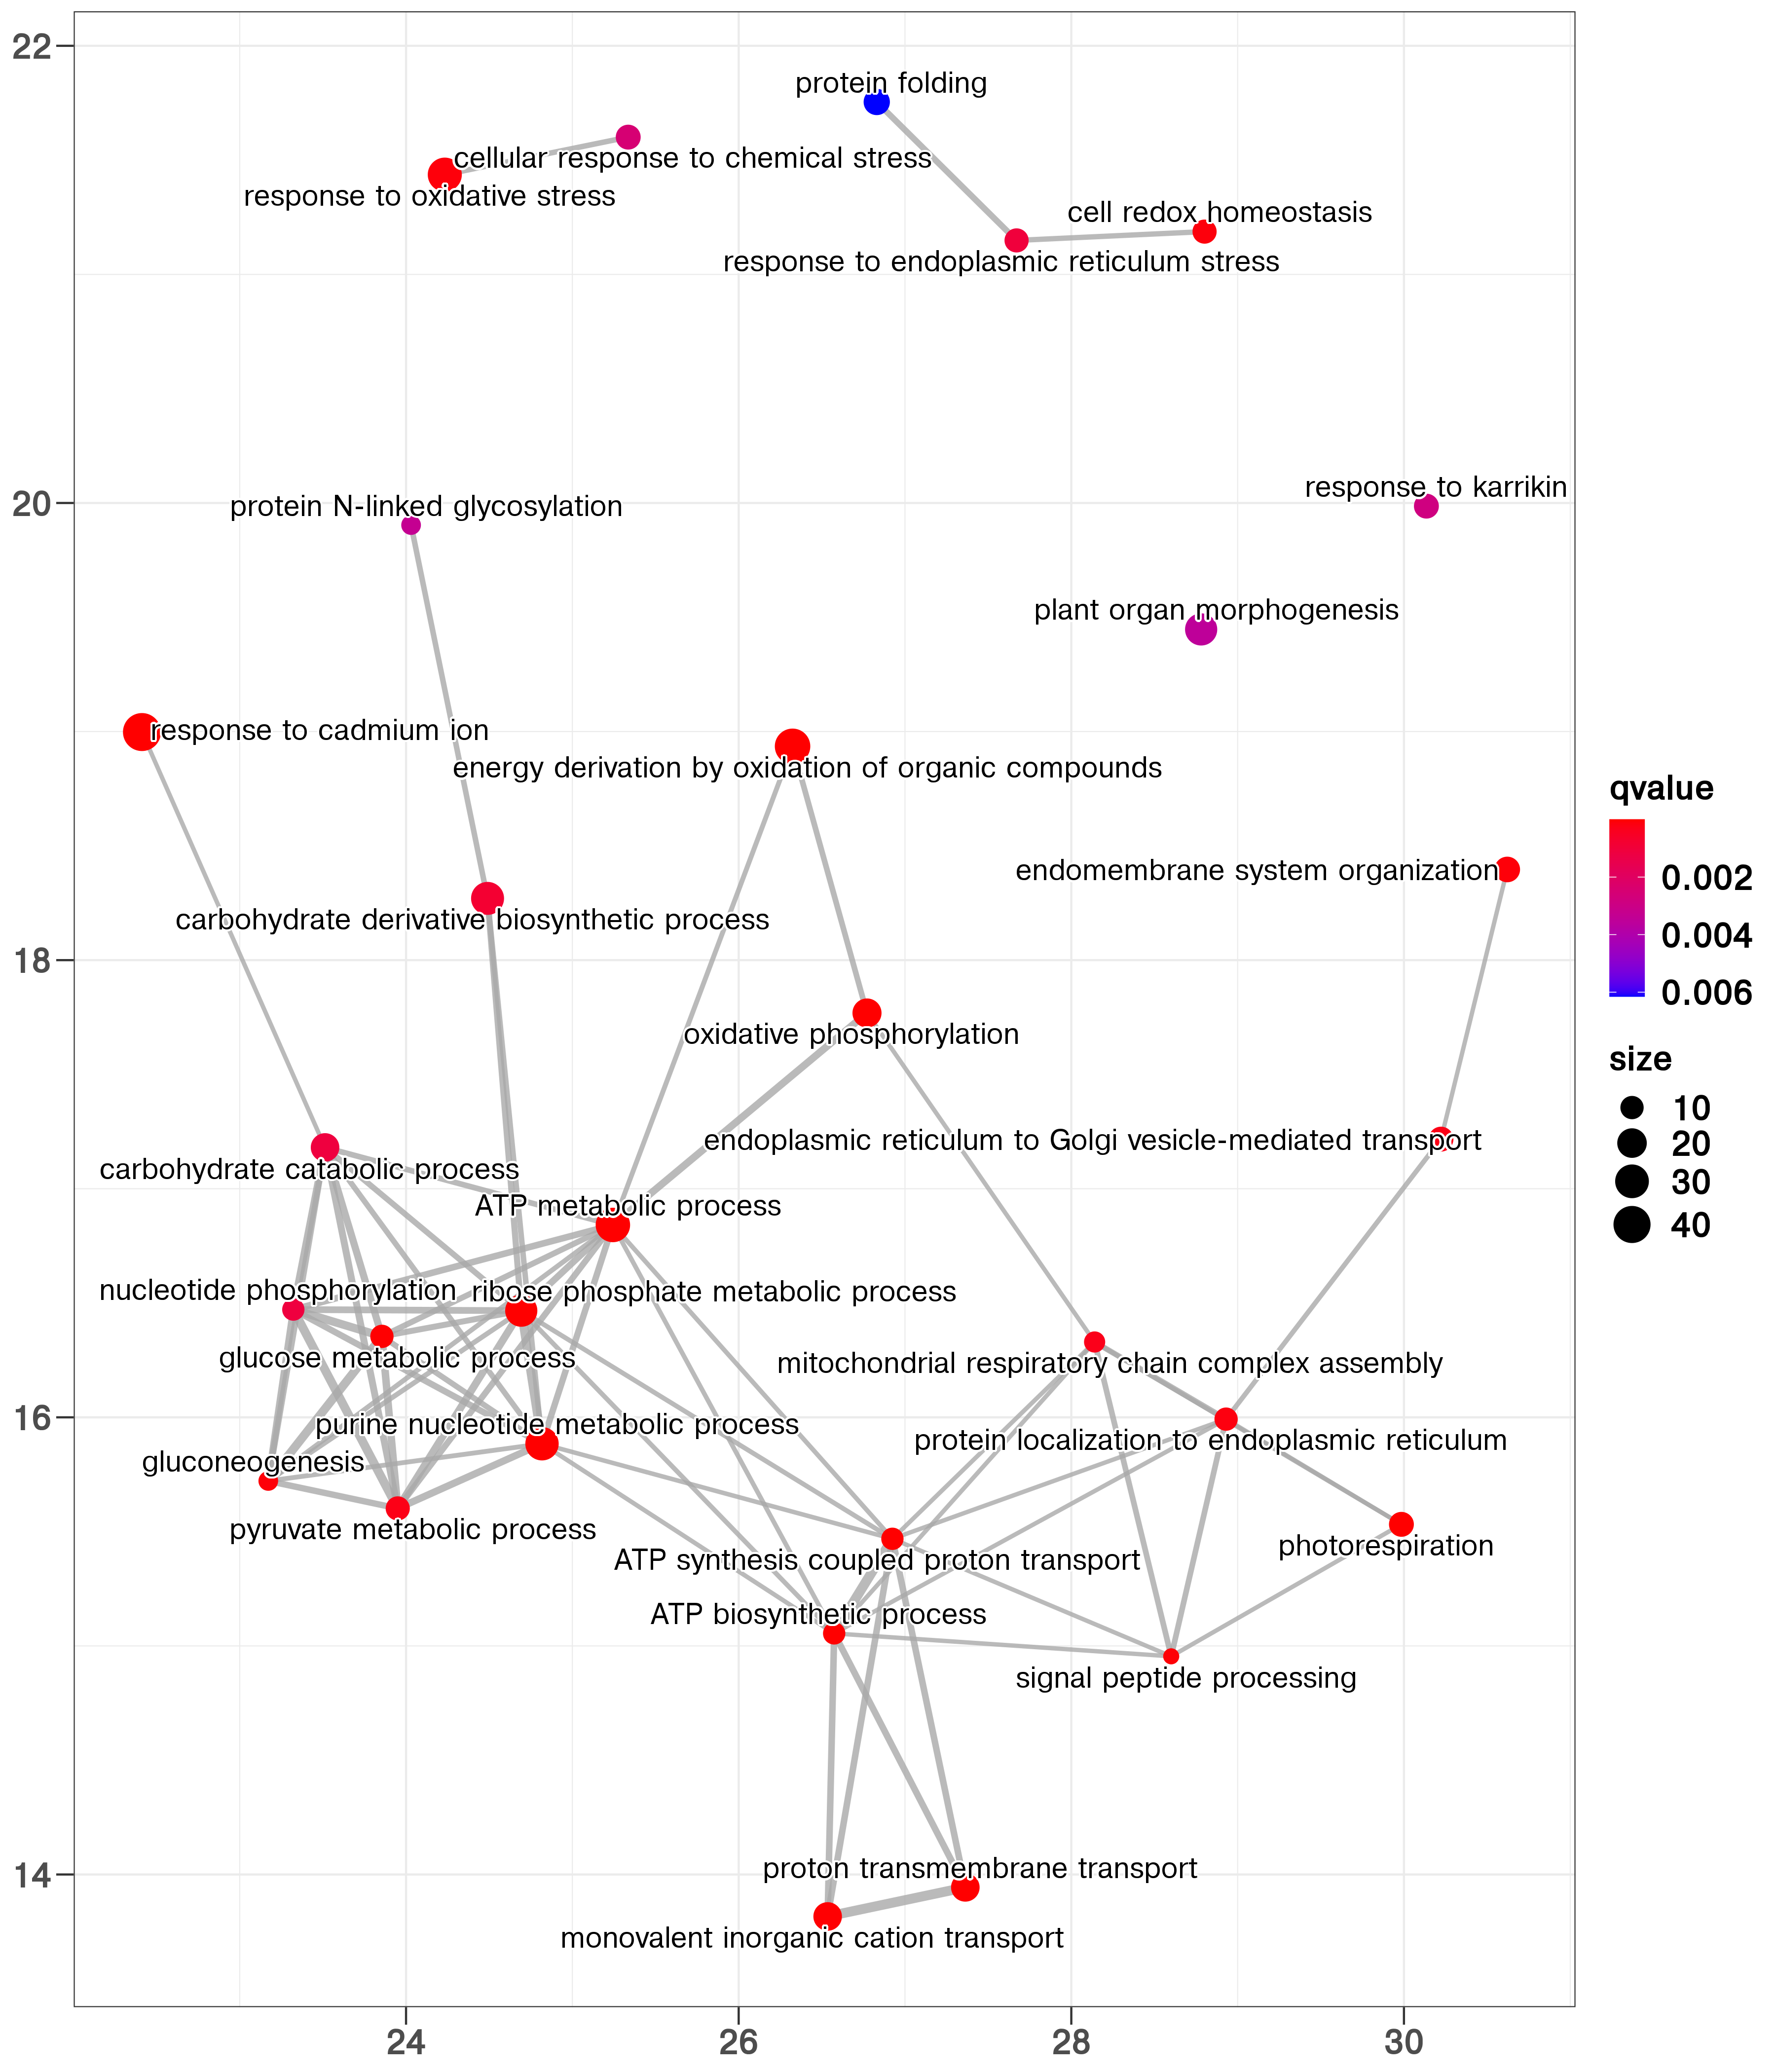 22
protein folding
cellular response to chemical stress
response to oxidative stress
cell redox homeostasis
response to endoplasmic reticulum stress
20
response to karrikin
protein N-linked glycosylation
plant organ morphogenesis
response to cadmium ion
energy derivation by oxidation of organic compounds
endomembrane system organization
carbohydrate derivative biosynthetic process
18
oxidative phosphorylation
endoplasmic reticulum to Golgi vesicle-mediated transport
carbohydrate catabolic process
ATP metabolic process
nucleotide phosphorylation
ribose phosphate metabolic process
glucose metabolic process
mitochondrial respiratory chain complex assembly
16
purine nucleotide metabolic process
protein localization to endoplasmic reticulum
gluconeogenesis
pyruvate metabolic process
photorespiration
ATP synthesis coupled proton transport
ATP biosynthetic process
signal peptide processing
14
proton transmembrane transport
monovalent inorganic cation transport
24
26
28
30
qvalue
0.002
0.004
0.006
size
10
20
30
40